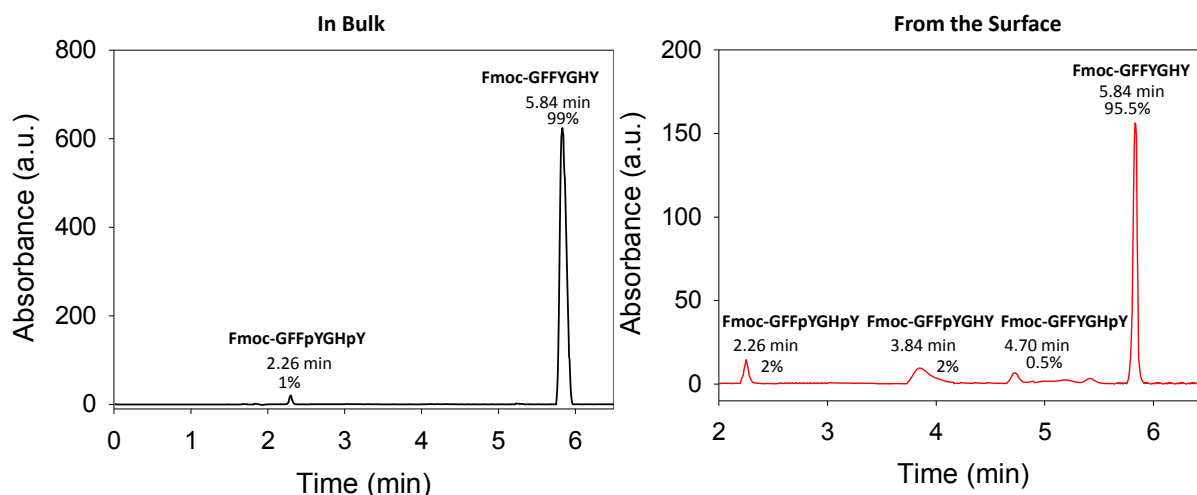 In Bulk
800
600
400
200
0
Absorbance (a.u.)
Fmoc-GFFYGHY
5.84 min
99%
Fmoc-GFFpYGHpY
2.26 min
1%
0 1 2 3 4 5 6
Time (min)
From the Surface
200
150
100
50
0
Absorbance (a.u.)
Fmoc-GFFYGHY
5.84 min
95.5%
Fmoc-GFFpYGHpY Fmoc-GFFpYGHY Fmoc-GFFYGHpY
2.26 min 3.84 min 4.70 min
2% 2% 0.5%
2 3 4 5 6
Time (min)